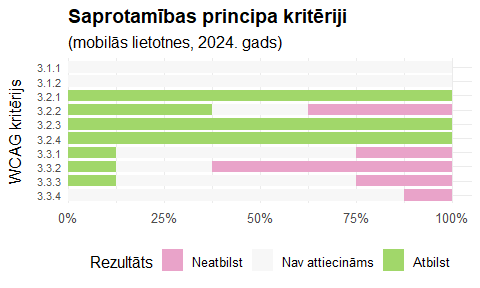 Saprotamības principa kritēriji
(mobilās lietotnes, 2024. gads)
WCAG kritērijs
3.1.1
3.1.2
3.2.1
3.2.2
3.2.3
3.2.4
3.3.1
3.3.2
3.3.3
3.3.4
0% 25% 50% 75% 100%
Rezultāts Neatbilst Nav attiecināms Atbilst